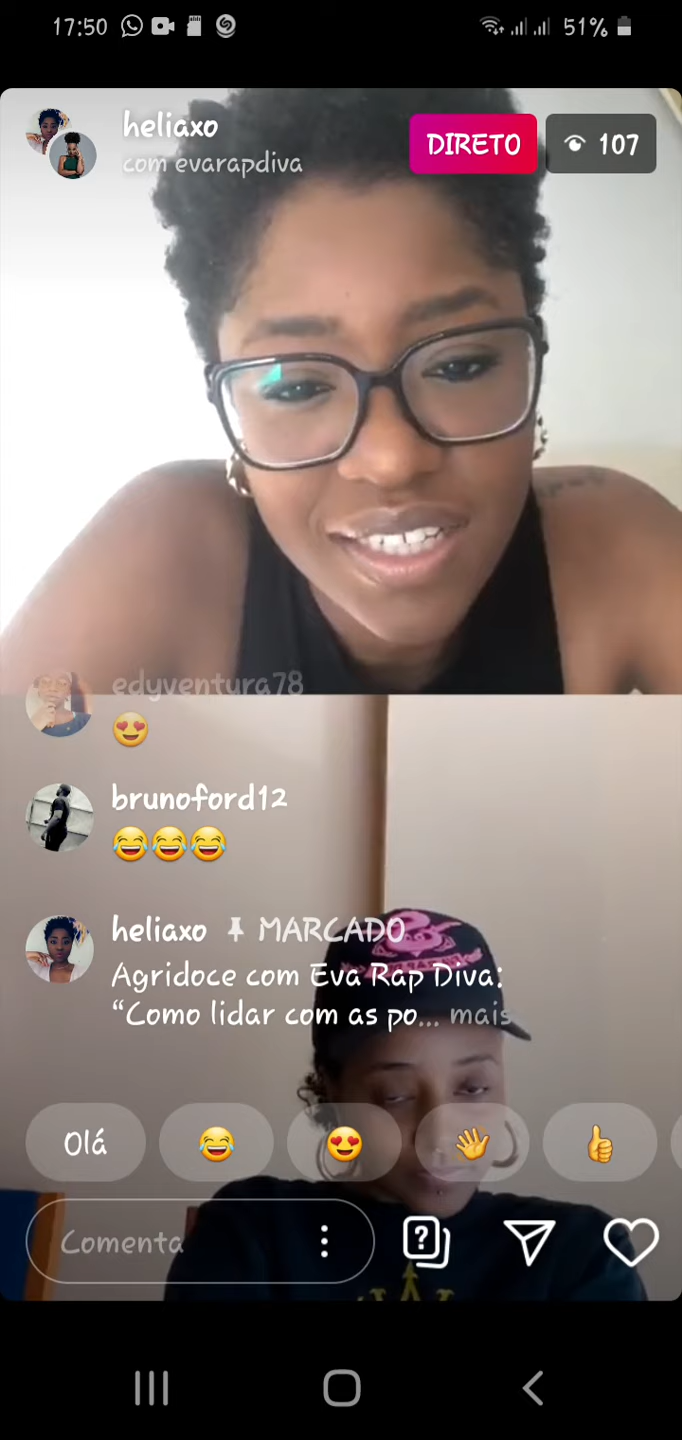 17:50
51%
heliaxo
com evarapdiva
DIRETO
107
edyventura78
😍
brunoford12
😂😂😂
heliaxo MARCADO
Agridoce com Eva Rap Diva:
“Como lidar com as po... mais
Olá 😂 😍 👋 👍
Comenta